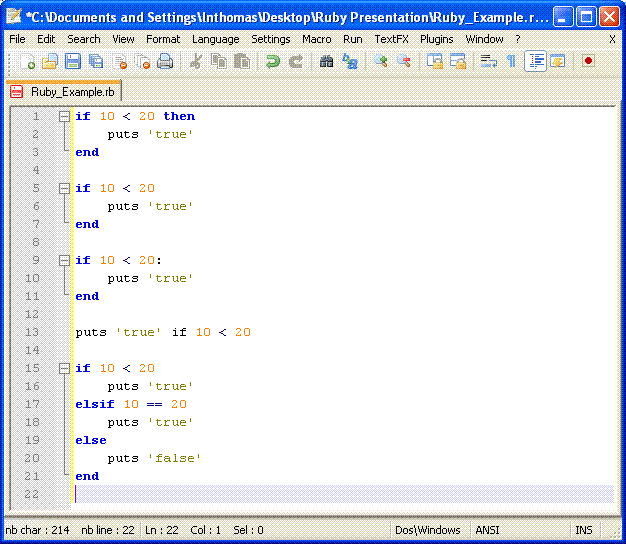 *C:\Documents and Settings\lnthomas\Desktop\Ruby Presentation\Ruby_Example.r...
File Edit Search View Format Language Settings Macro Run TextFX Plugins Window ? X
Ruby_Example.rb
1 if 10 < 20 then
2     puts 'true'
3 end
4
5 if 10 < 20
6     puts 'true'
7 end
8
9 if 10 < 20:
10     puts 'true'
11 end
12
13 puts 'true' if 10 < 20
14
15 if 10 < 20
16     puts 'true'
17 elsif 10 == 20
18     puts 'true'
19 else
20     puts 'false'
21 end
22
nb char : 214 nb line : 22 Ln : 22 Col : 1 Sel : 0 Dos\Windows ANSI INS